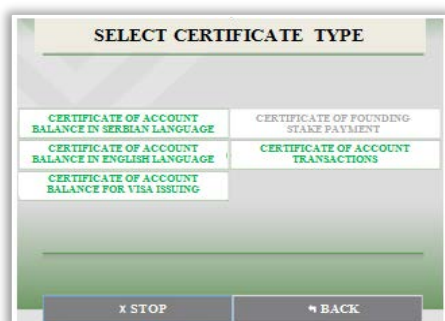 SELECT CERTIFICATE TYPE
CERTIFICATE OF ACCOUNT
BALANCE IN SERBIAN LANGUAGE
CERTIFICATE OF FOUNDING
STAKE PAYMENT
CERTIFICATE OF ACCOUNT
BALANCE IN ENGLISH LANGUAGE
CERTIFICATE OF ACCOUNT
TRANSACTIONS
CERTIFICATE OF ACCOUNT
BALANCE FOR VISA ISSUING
X STOP
BACK